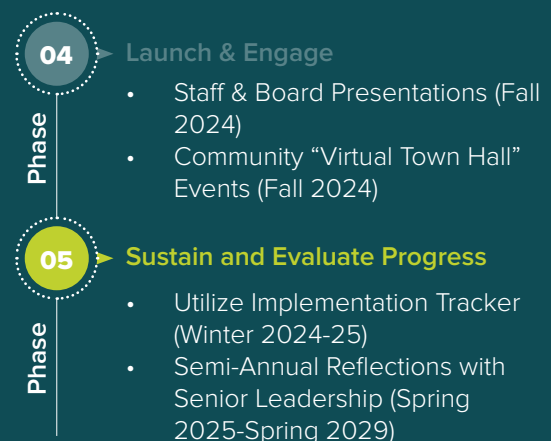 04
Launch & Engage
• Staff & Board Presentations (Fall
2024)
• Community “Virtual Town Hall”
Events (Fall 2024)
Phase
05
Sustain and Evaluate Progress
• Utilize Implementation Tracker
(Winter 2024-25)
• Semi-Annual Reflections with
Senior Leadership (Spring
2025-Spring 2029)
Phase